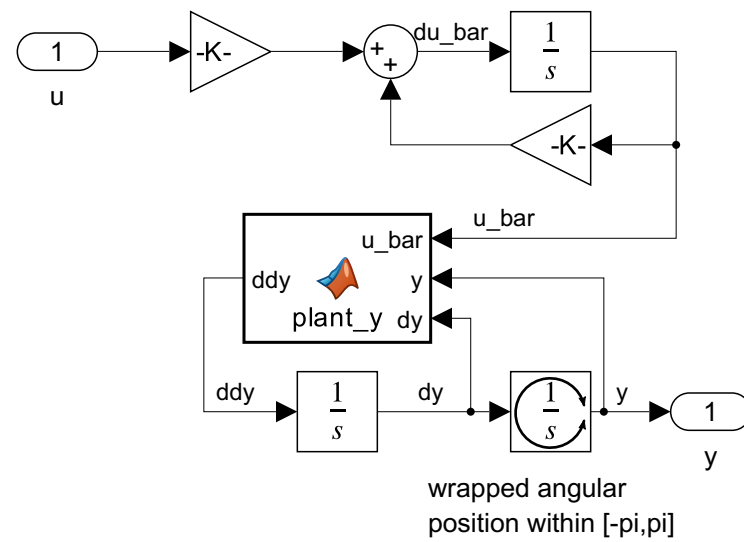 1
u
-K-
+
+
du_bar
1
s
-K-
u_bar
u_bar
y
ddy
plant_y
dy
ddy
1
s
dy
1
s
y
1
y
wrapped angular
position within [-pi,pi]